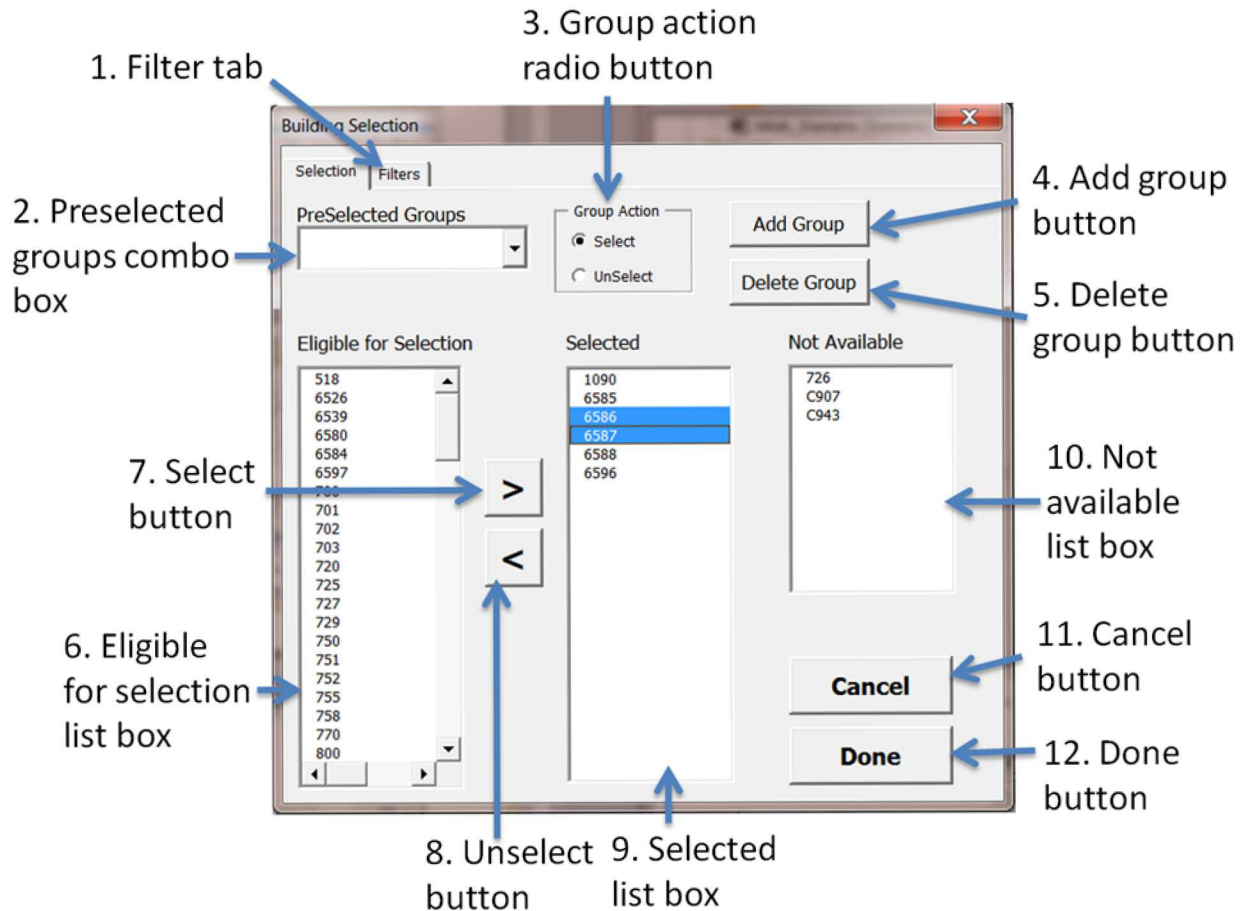 3. Group action
radio button
1. Filter tab
Building Selection
X
Selection
Filters
2. Preselected
groups combo
box
PreSelected Groups
Group Action
Select
UnSelect
Add Group
Delete Group
4. Add group
button
5. Delete
group button
Eligible for Selection
518
6526
6539
6580
6584
6597
700
701
702
703
720
725
727
729
750
751
752
755
758
770
800
7. Select
button
>
<
Selected
1090
6585
6586
6587
6588
6596
Not Available
726
C907
C943
10. Not
available
list box
6. Eligible
for selection
list box
Cancel
Done
11. Cancel
button
12. Done
button
8. Unselect
button
9. Selected
list box